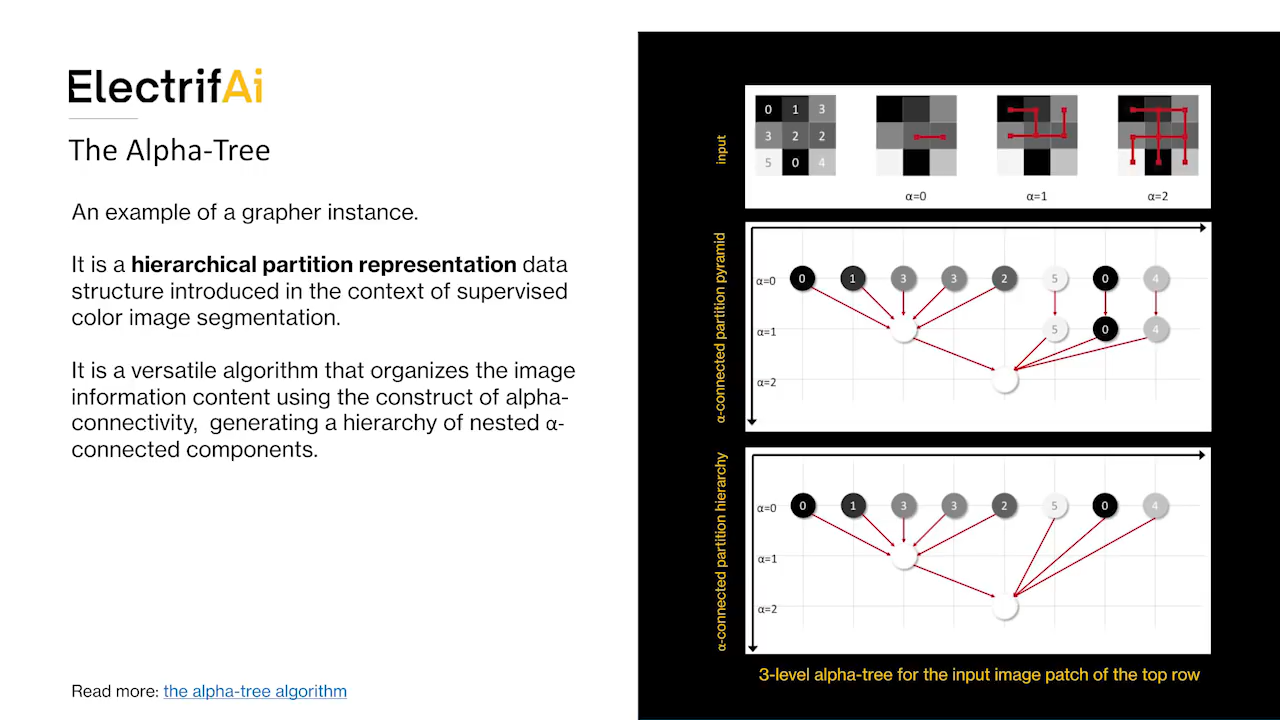 ElectrifAi
The Alpha-Tree
An example of a grapher instance.
It is a hierarchical partition representation data
structure introduced in the context of supervised
color image segmentation.
It is a versatile algorithm that organizes the image
information content using the construct of alpha-
connectivity,  generating a hierarchy of nested α-
connected components.
Read more: the alpha-tree algorithm
input
0 1 3
3 2 2
5 0 4
α=0 α=1 α=2
α-connected partition pyramid
α=0 0 1 3 3 2 5 0 4
α=1 5 0 4
α=2
α-connected partition hierarchy
α=0 0 1 3 3 2 5 0 4
α=1
α=2
3-level alpha-tree for the input image patch of the top row